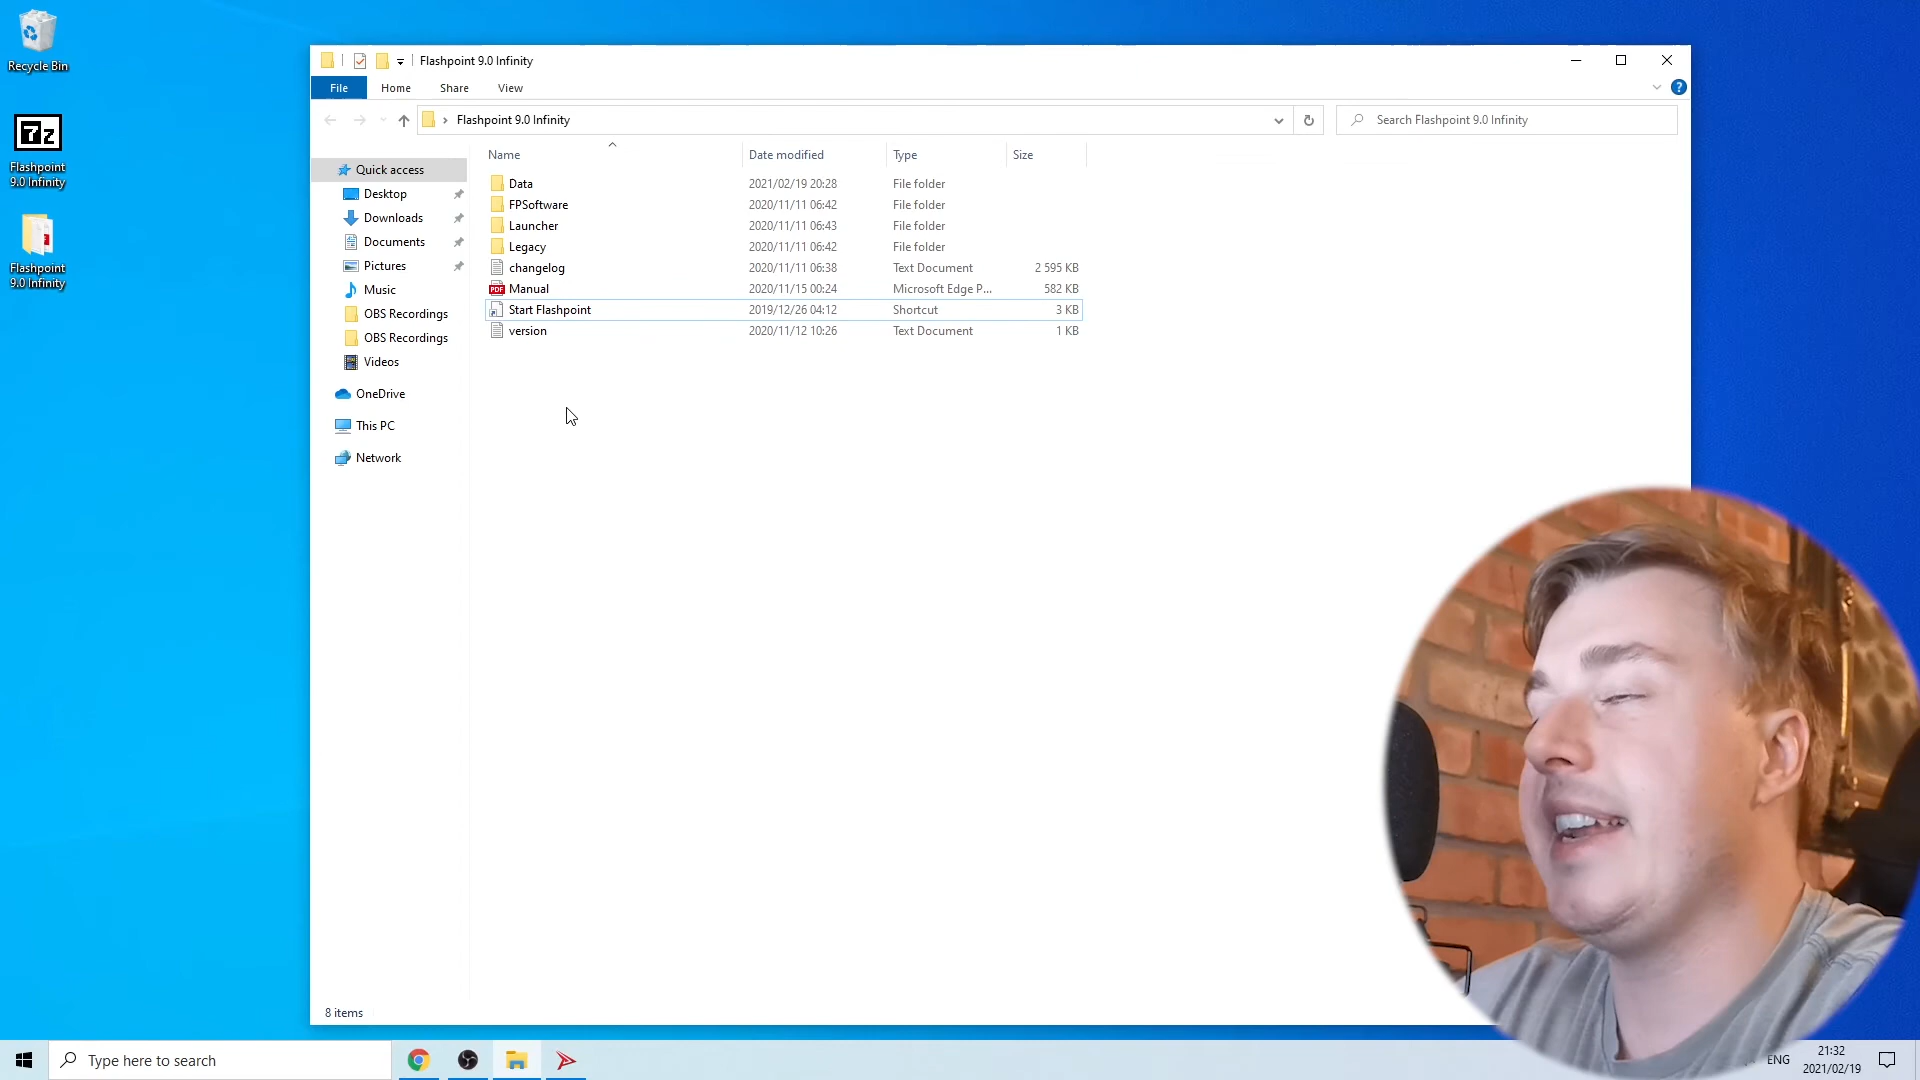 Recycle Bin
7z
Flashpoint
9.0 Infinity
Flashpoint
9.0 Infinity
Flashpoint 9.0 Infinity
File Home Share View
?
Flashpoint 9.0 Infinity
Search Flashpoint 9.0 Infinity
Quick access
Desktop
Downloads
Documents
Pictures
Music
OBS Recordings
OBS Recordings
Videos
OneDrive
This PC
Network
Name Date modified Type Size
Data 2021/02/19 20:28 File folder
FPSoftware 2020/11/11 06:42 File folder
Launcher 2020/11/11 06:43 File folder
Legacy 2020/11/11 06:42 File folder
changelog 2020/11/11 06:38 Text Document 2 595 KB
PDF Manual 2020/11/15 00:24 Microsoft Edge P... 582 KB
Start Flashpoint 2019/12/26 04:12 Shortcut 3 KB
version 2020/11/12 10:26 Text Document 1 KB
8 items
Type here to search
ENG
21:32
2021/02/19